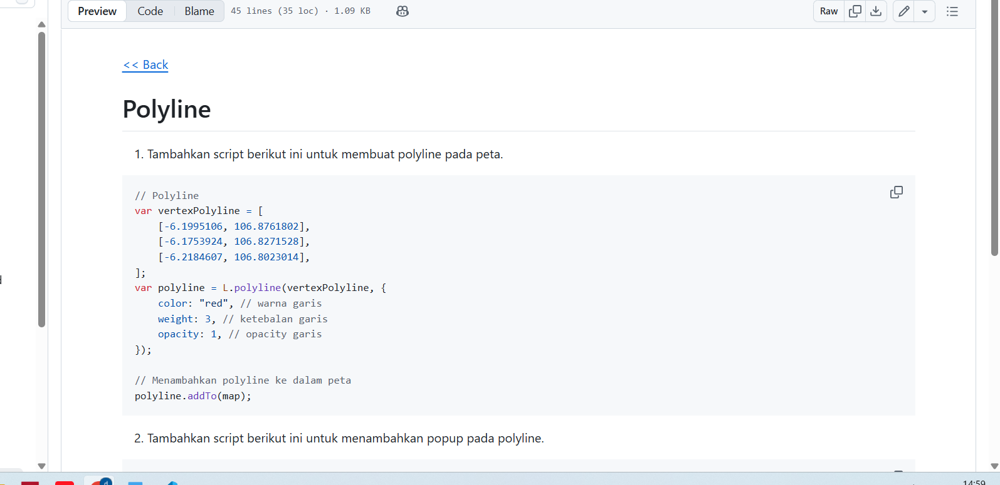 Preview Code Blame 45 lines (35 loc) · 1.09 KB Raw
<< Back
Polyline
1. Tambahkan script berikut ini untuk membuat polyline pada peta.
// Polyline
var vertexPolyline = [
    [-6.1995106, 106.8761802],
    [-6.1753924, 106.8271528],
    [-6.2184607, 106.8023014],
];
var polyline = L.polyline(vertexPolyline, {
    color: "red", // warna garis
    weight: 3, // ketebalan garis
    opacity: 1, // opacity garis
});
// Menambahkan polyline ke dalam peta
polyline.addTo(map);
2. Tambahkan script berikut ini untuk menambahkan popup pada polyline.
14:59